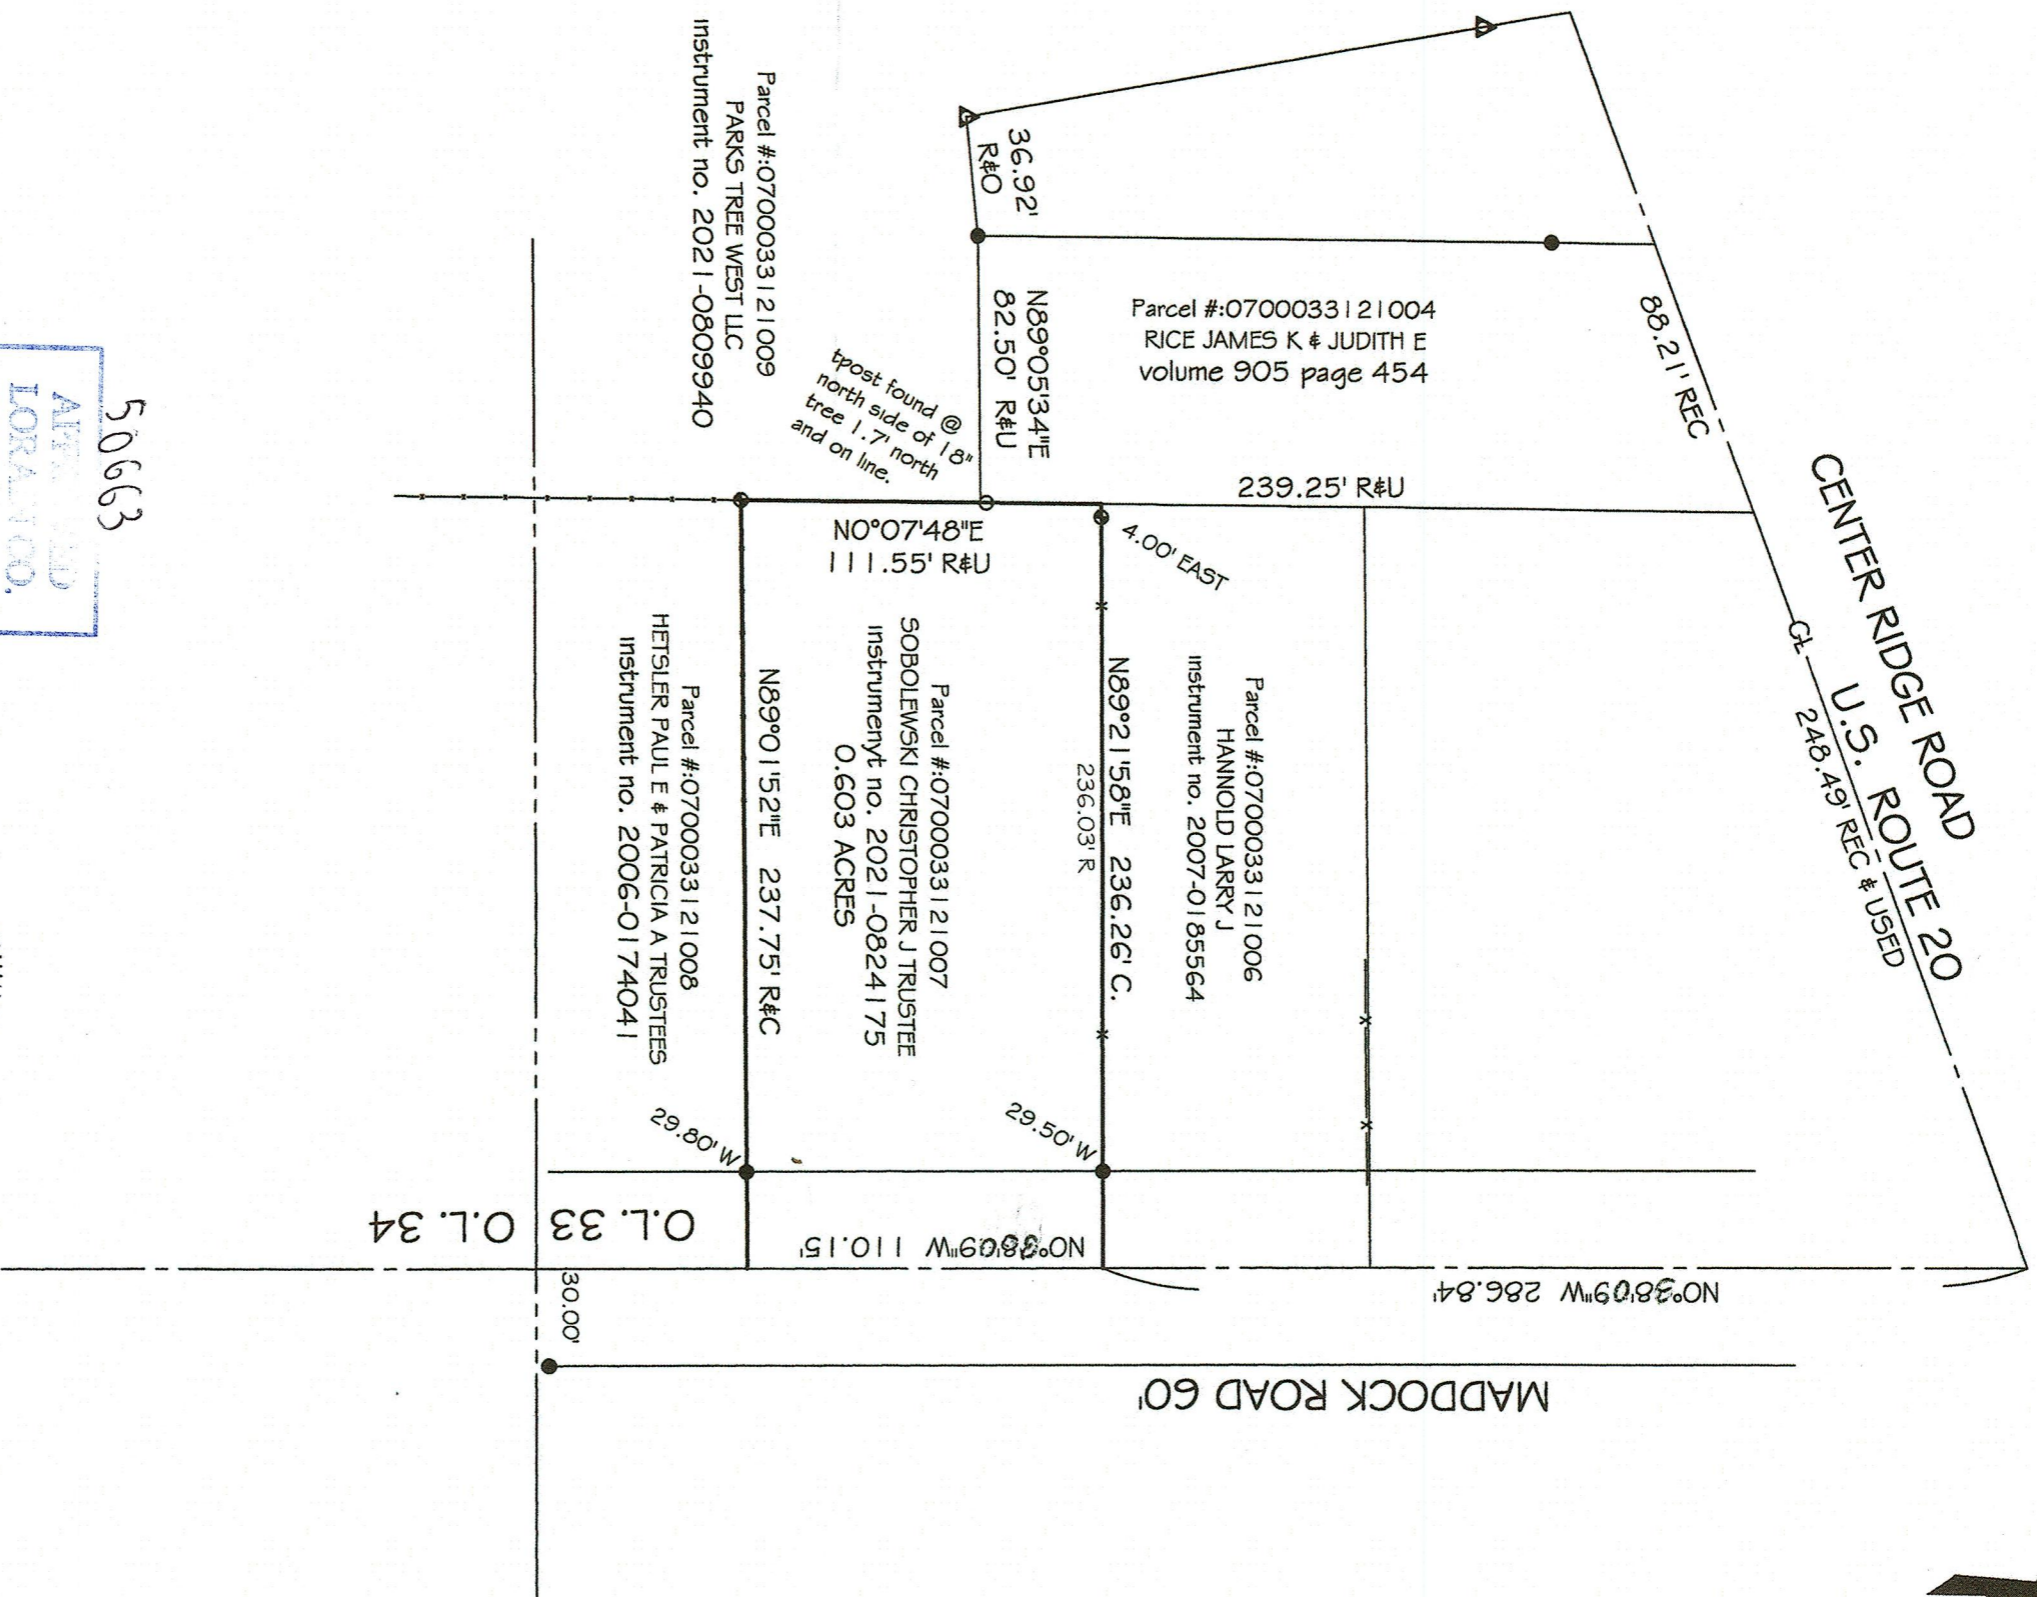 CENTER RIDGE ROAD
U.S. ROUTE 20
GL
248.49' REC & USED
88.21' REC
36.92'
R&O
Parcel #:0700033121004
RICE JAMES K & JUDITH E
volume 905 page 454
N89°05'34"E
82.50' R&U
239.25' R&U
Parcel #:0700033121009
PARKS TREE WEST LLC
instrument no. 2021-0809940
tpost found @
north side of 18"
tree 1.7' north
and on line.
N0°07'48"E
111.55' R&U
4.00' EAST
Parcel #:0700033121006
HANNOLD LARRY J
instrument no. 2007-0185564
N89°21'58"E 236.26' C.
236.03' R
Parcel #:0700033121007
SOBOLEWSKI CHRISTOPHER J TRUSTEE
instrumenyt no. 2021-0824175
0.603 ACRES
N89°01'52"E 237.75' R&C
Parcel #:0700033121008
HETSLER PAUL E & PATRICIA A TRUSTEES
instrument no. 2006-0174041
29.80' W
29.50' W
O.L. 33
O.L. 34
N0°38'09"W 110.15'
N0°38'09"W 286.84'
30.00'
MADDOCK ROAD 60'
50663